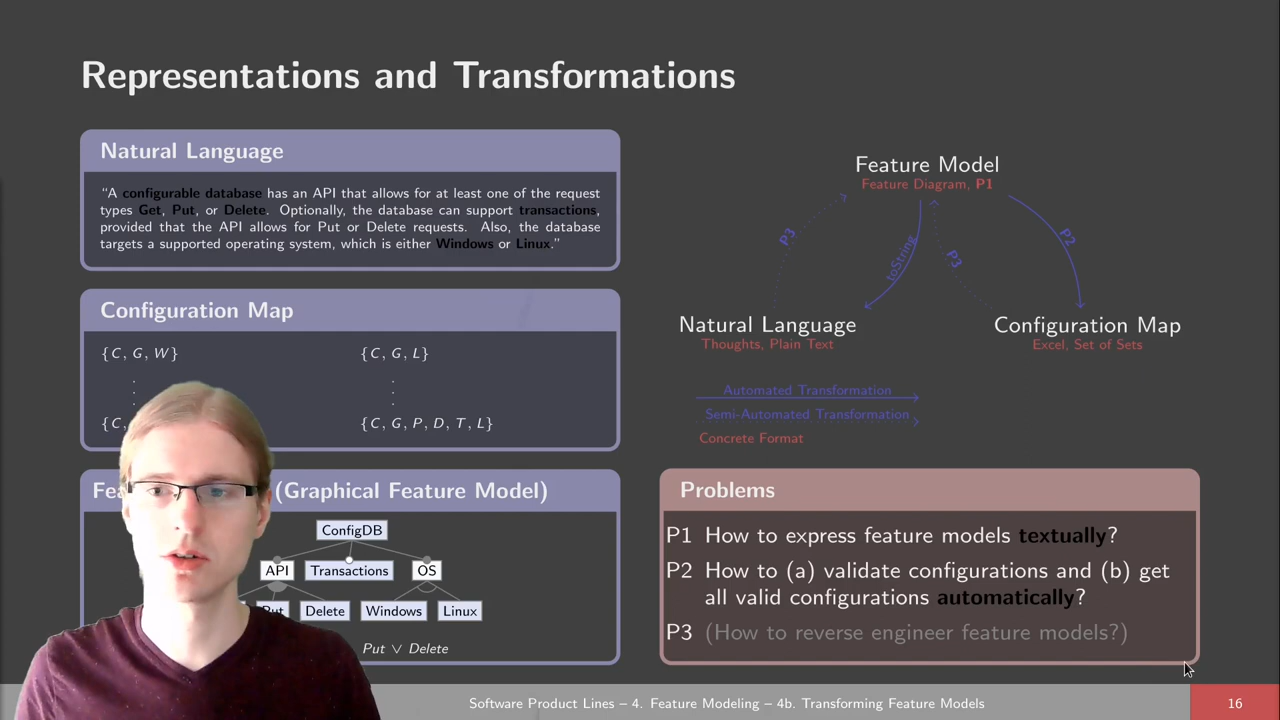 Representations and Transformations
Natural Language
“A configurable database has an API that allows for at least one of the request
types Get, Put, or Delete. Optionally, the database can support transactions,
provided that the API allows for Put or Delete requests. Also, the database
targets a supported operating system, which is either Windows or Linux.”
Configuration Map
{C, G, W}
{C, G, L}
{C,
{C, G, P, D, T, L}
(Graphical Feature Model)
ConfigDB
API
Transactions
OS
Put
Delete
Windows
Linux
Put ∨ Delete
Feature Model
Feature Diagram, P1
P3
toString
P3
P2
Natural Language
Thoughts, Plain Text
Configuration Map
Excel, Set of Sets
Automated Transformation
Semi-Automated Transformation
Concrete Format
Problems
P1 How to express feature models textually?
P2 How to (a) validate configurations and (b) get
all valid configurations automatically?
P3 (How to reverse engineer feature models?)
Software Product Lines – 4. Feature Modeling – 4b. Transforming Feature Models
16